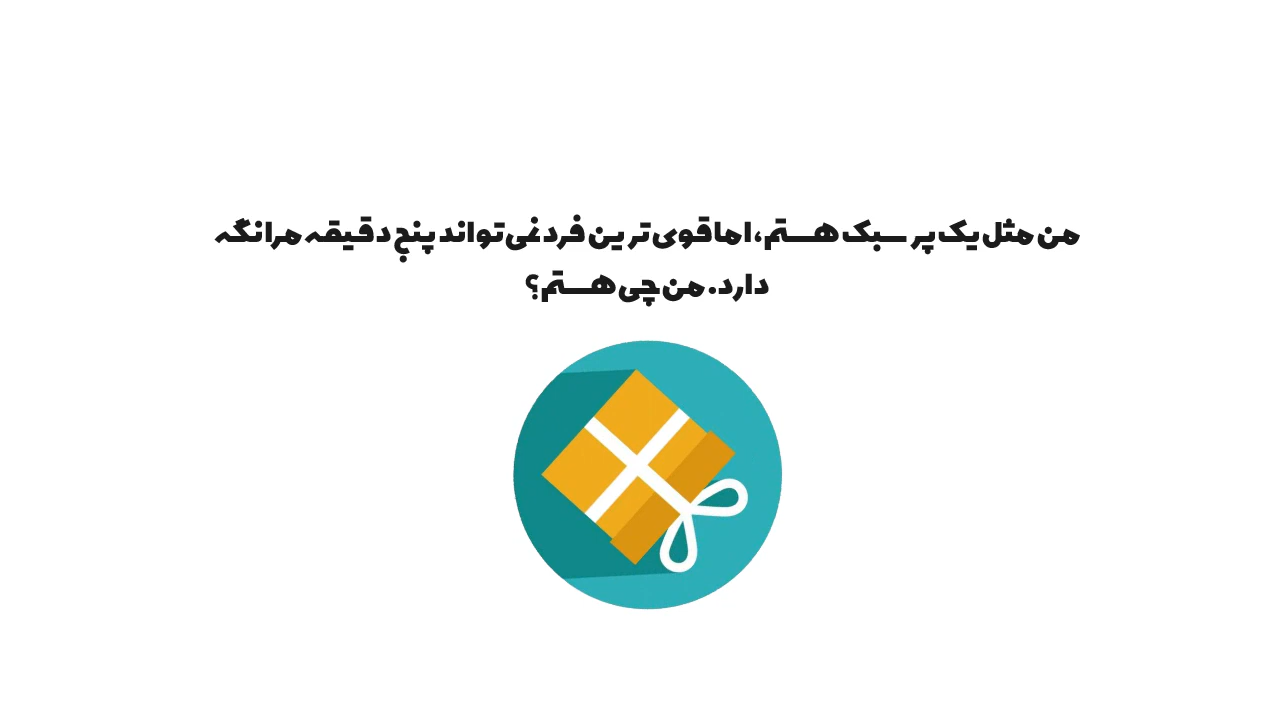 من مثل یک پر سبک هستم، اما قوی ترین فرد نمی تواند پنج دقیقه مرا نگه
دارد. من چی هستم؟